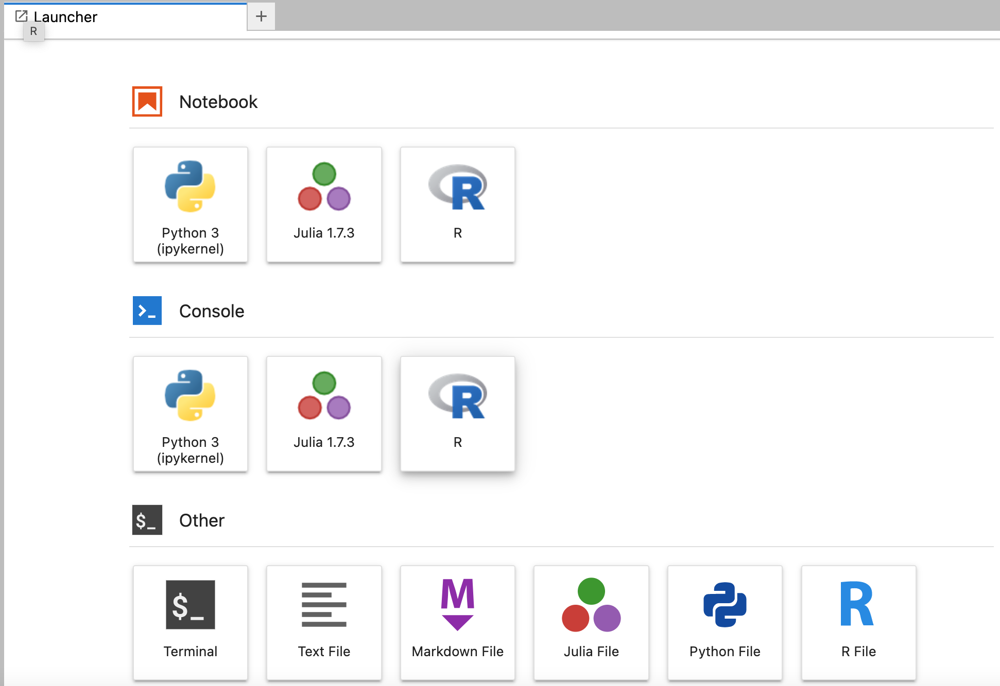 Launcher
+
R
Notebook
Python 3
(ipykernel)
Julia 1.7.3
R
R
>_
Console
Python 3
(ipykernel)
Julia 1.7.3
R
R
$_
Other
$_
Terminal
Text File
M
Markdown File
Julia File
Python File
R
R File